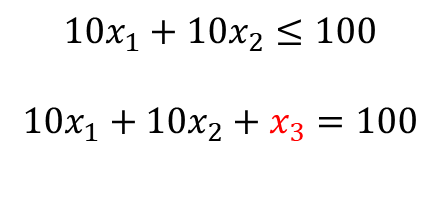 10x₁ + 10x₂ ≤ 100
10x₁ + 10x₂ + x₃ = 100